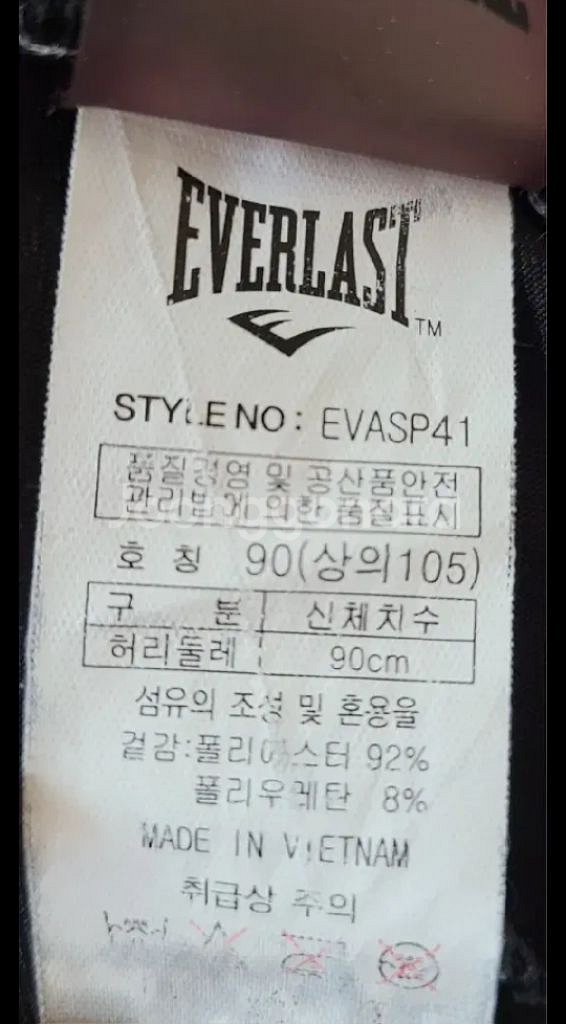 EVERLAST
TM
STYLE NO: EVASP41
품질경영 및 공산품안전
관리법에 의한 품질표시
호 칭 90(상의105)
구 분 신체치수
허리둘레 90cm
섬유의 조성 및 혼용율
겉감:폴리에스터 92%
폴리우레탄 8%
MADE IN VIETNAM
취급상 주의